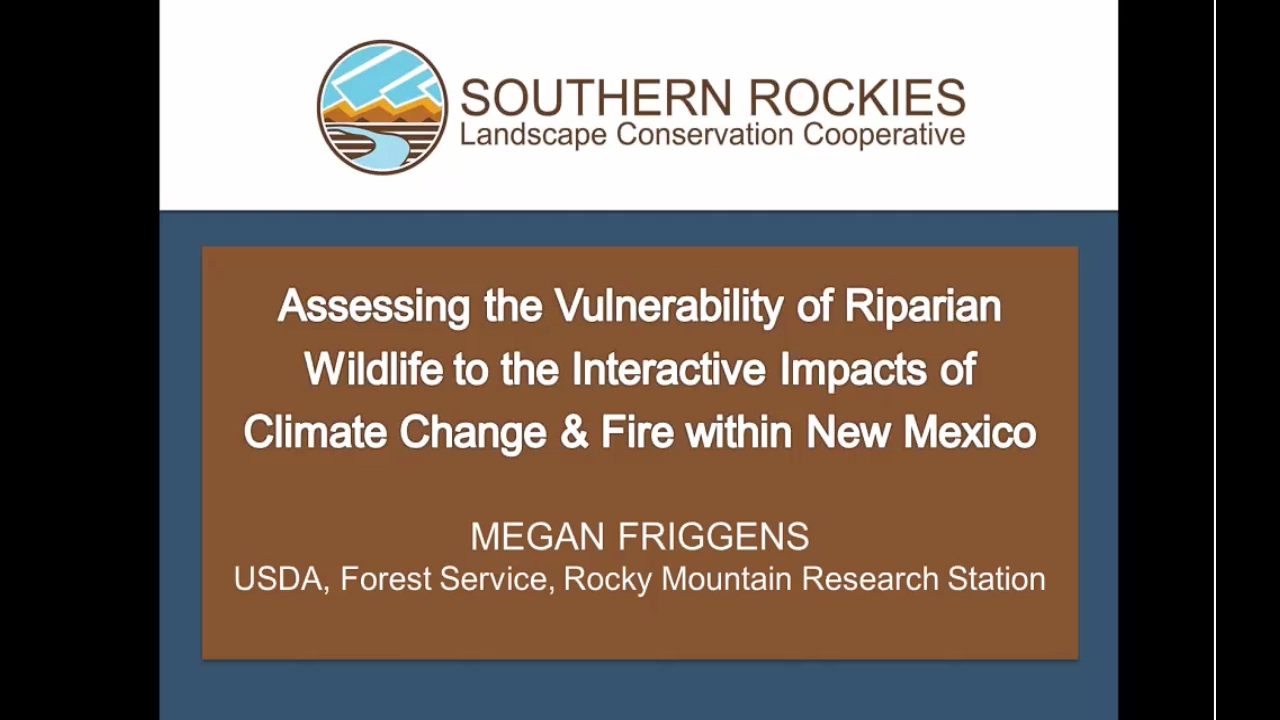 SOUTHERN ROCKIES
Landscape Conservation Cooperative
Assessing the Vulnerability of Riparian
Wildlife to the Interactive Impacts of
Climate Change & Fire within New Mexico
MEGAN FRIGGENS
USDA, Forest Service, Rocky Mountain Research Station